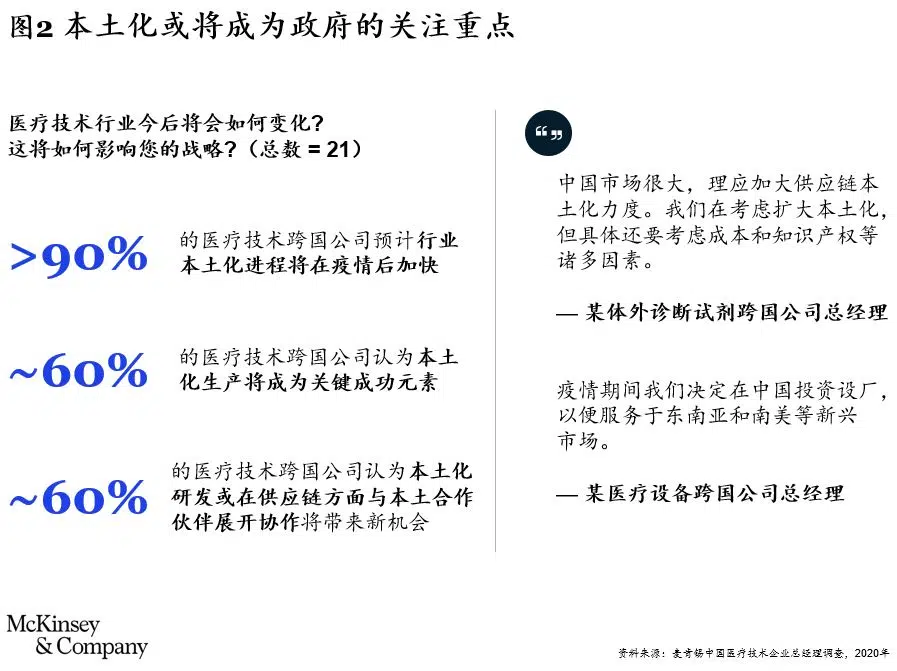 图2 本土化或将成为政府的关注重点
医疗技术行业今后将会如何变化?
这将如何影响您的战略?（总数 = 21）
>90%
的医疗技术跨国公司预计行业
本土化进程将在疫情后加快
~60%
的医疗技术跨国公司认为本土
化生产将成为关键成功元素
~60%
的医疗技术跨国公司认为本土化
研发或在供应链方面与本土合作
伙伴展开协作将带来新机会
“”
中国市场很大，理应加大供应链本
土化力度。我们在考虑扩大本土化，
但具体还要考虑成本和知识产权等
诸多因素。
— 某体外诊断试剂跨国公司总经理
疫情期间我们决定在中国投资设厂，
以便服务于东南亚和南美等新兴
市场。
— 某医疗设备跨国公司总经理
McKinsey
& Company
资料来源：麦肯锡中国医疗技术企业总经理调查，2020年